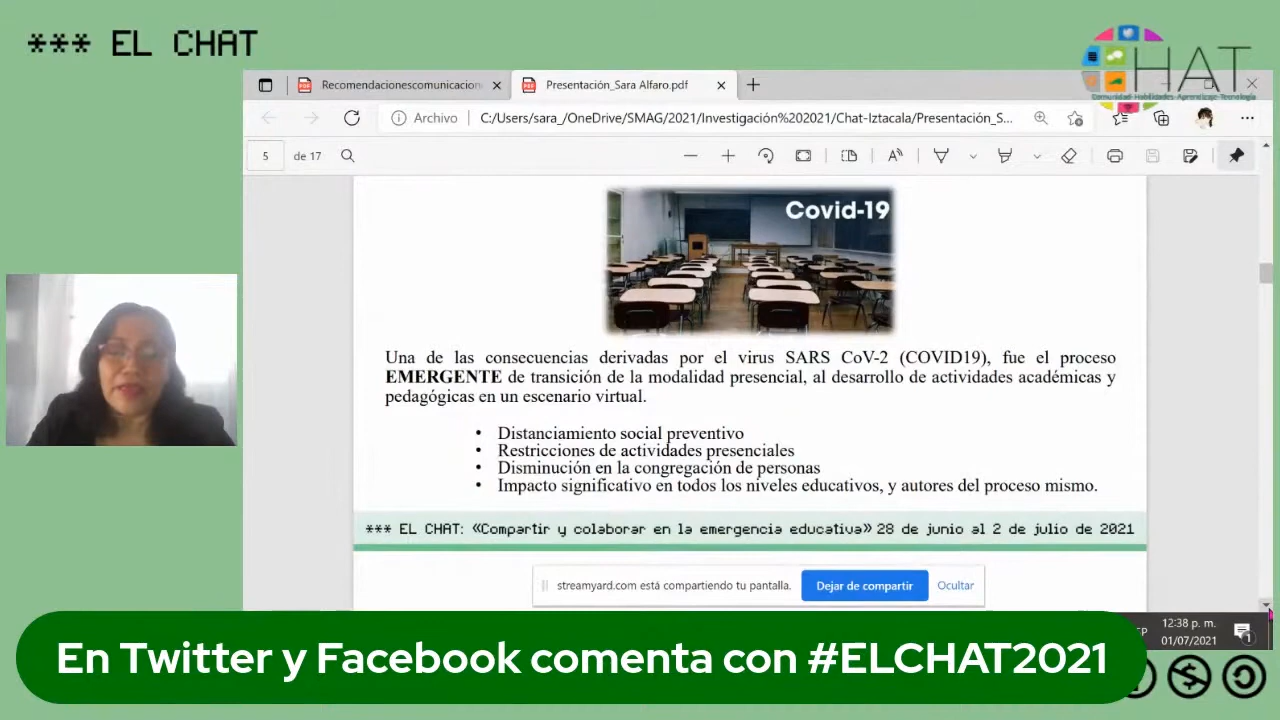 *** EL CHAT
HAT
Comunidad-Habilidades-Aprendizaje-Tecnología
Recomendacionescomunicacion
Presentación_Sara Alfaro.pdf
Archivo
C:/Users/sara_/OneDrive/SMAG/2021/Investigación%202021/Chat-Iztacala/Presentación_S...
5 de 17
Covid-19
Una de las consecuencias derivadas por el virus SARS CoV-2 (COVID19), fue el proceso
EMERGENTE de transición de la modalidad presencial, al desarrollo de actividades académicas y
pedagógicas en un escenario virtual.
• Distanciamiento social preventivo
• Restricciones de actividades presenciales
• Disminución en la congregación de personas
• Impacto significativo en todos los niveles educativos, y autores del proceso mismo.
*** EL CHAT: «Compartir y colaborar en la emergencia educativa» 28 de junio al 2 de julio de 2021
streamyard.com está compartiendo tu pantalla.
Dejar de compartir
Ocultar
12:38 p. m.
01/07/2021
En Twitter y Facebook comenta con #ELCHAT2021